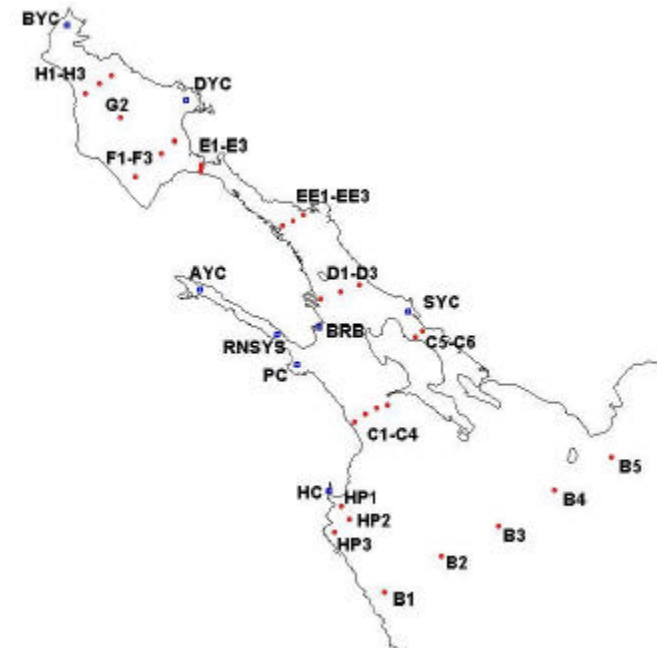 BYC
H1-H3
DYC
G2
E1-E3
F1-F3
EE1-EE3
AYC
D1-D3
SYC
BRB
RNSYS
C5-C6
PC
C1-C4
B5
HC
B4
HP1
HP2
B3
HP3
B2
B1